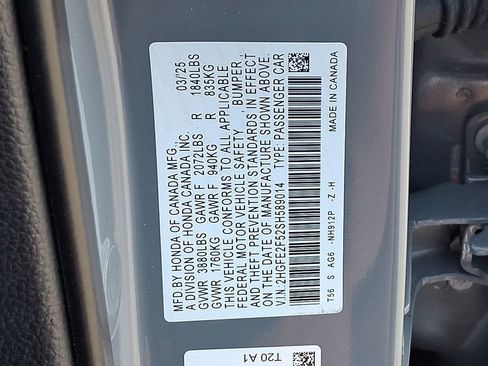 MFD BY HONDA OF CANADA MFG. 03/25
A DIVISION OF HONDA CANADA INC.
GVWR 3880LBS GAWR F 2072LBS R 1840LBS
GVWR 1760KG GAWR F 940KG R 835KG
THIS VEHICLE CONFORMS TO ALL APPLICABLE
FEDERAL MOTOR VEHICLE SAFETY, BUMPER,
AND THEFT PREVENTION STANDARDS IN EFFECT
ON THE DATE OF MANUFACTURE SHOWN ABOVE.
V.I.N. 2HGFE2F52SH589014 TYPE: PASSENGER CAR
T56 S AG6 -NH912P -Z -H MADE IN CANADA
T20 A1